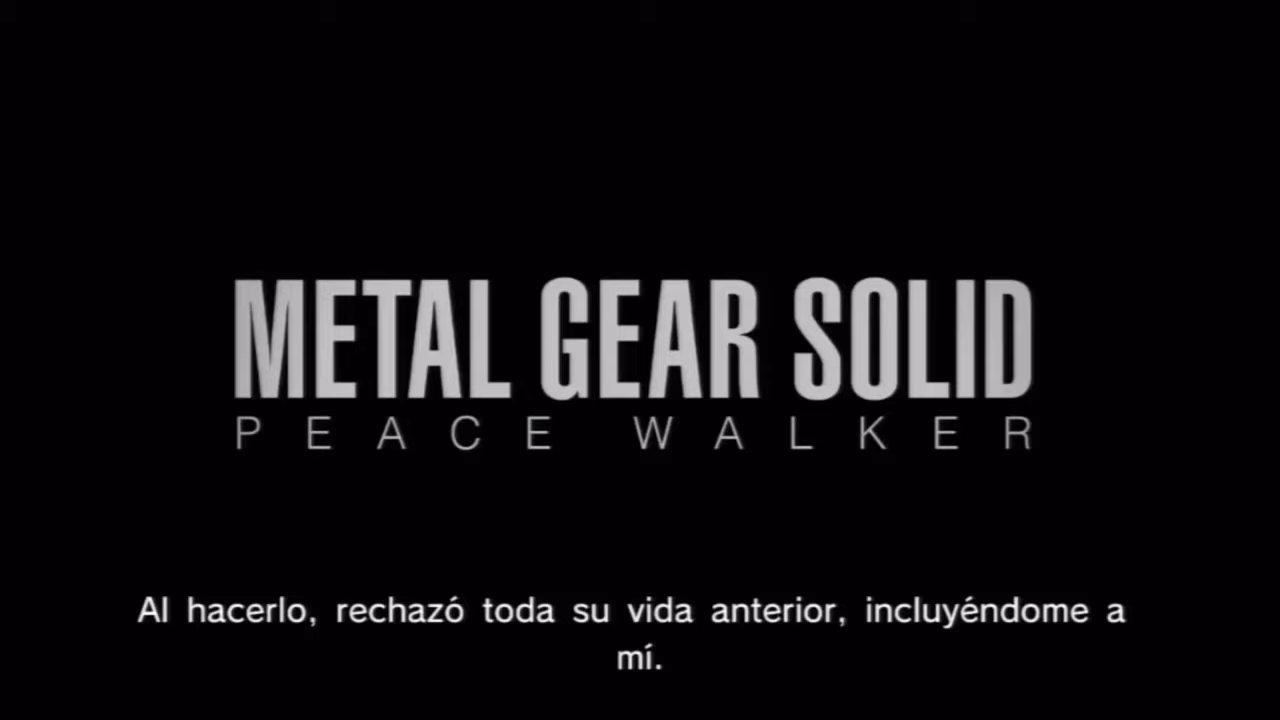 METAL GEAR SOLID
PEACE WALKER
Al hacerlo, rechazó toda su vida anterior, incluyéndome a
mí.